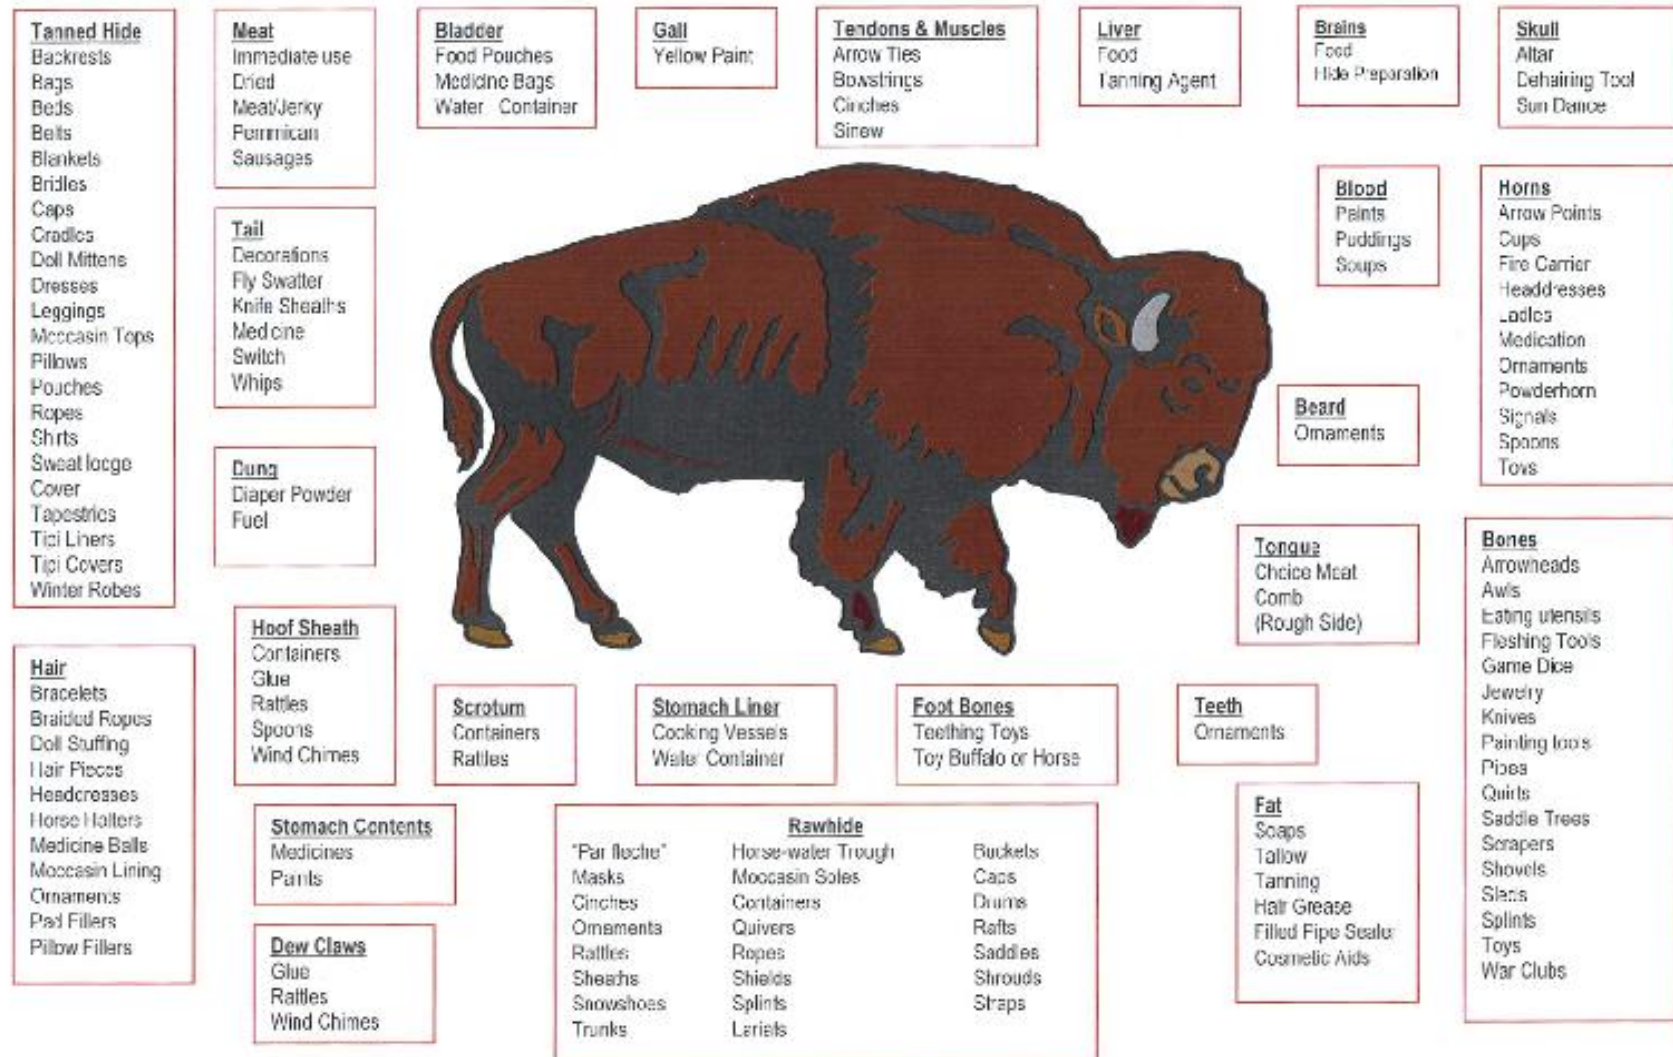 Tanned Hide
Backrests
Bags
Beds
Belts
Blankets
Bridles
Caps
Cradles
Doll Mittens
Dresses
Leggings
Moccasin Tops
Pillows
Pouches
Ropes
Shirts
Sweat lodge
Cover
Tapestries
Tipi Liners
Tipi Covers
Winter Robes
Hair
Bracelets
Braided Ropes
Doll Stuffing
Hair Pieces
Headdresses
Horse Halters
Medicine Balls
Moccasin Lining
Ornaments
Pad Fillers
Pillow Fillers
Meat
Immediate use
Dried
Meat/Jerky
Pemmican
Sausages
Tail
Decorations
Fly Swatter
Knife Sheaths
Medicine
Switch
Whips
Dung
Diaper Powder
Fuel
Hoof Sheath
Containers
Glue
Rattles
Spoons
Wind Chimes
Stomach Contents
Medicines
Paints
Dew Claws
Glue
Rattles
Wind Chimes
Bladder
Food Pouches
Medicine Bags
Water Container
Gall
Yellow Paint
Tendons & Muscles
Arrow Ties
Bowstrings
Cinches
Sinew
Liver
Food
Tanning Agent
Brains
Food
Hide Preparation
Skull
Altar
Dehairing Tool
Sun Dance
Blood
Paints
Puddings
Soups
Horns
Arrow Points
Cups
Fire Carrier
Headdresses
Ladles
Medication
Ornaments
Powderhorn
Signals
Spoons
Toys
Beard
Ornaments
Tongue
Choice Meat
Comb
(Rough Side)
Bones
Arrowheads
Awls
Eating utensils
Fleshing Tools
Game Dice
Jewelry
Knives
Painting tools
Pipes
Quirts
Saddle Trees
Scrapers
Shovels
Sleds
Splints
Toys
War Clubs
Scrotum
Containers
Rattles
Stomach Liner
Cooking Vessels
Water Container
Foot Bones
Teething Toys
Toy Buffalo or Horse
Teeth
Ornaments
Fat
Soaps
Tallow
Tanning
Hair Grease
Filled Pipe Sealer
Cosmetic Aids
Rawhide
"Par fleche"
Masks
Cinches
Ornaments
Rattles
Sheaths
Snowshoes
Trunks
Horse-water Trough
Moccasin Soles
Containers
Quivers
Ropes
Shields
Splints
Lariats
Buckets
Caps
Drums
Rafts
Saddles
Shrouds
Straps